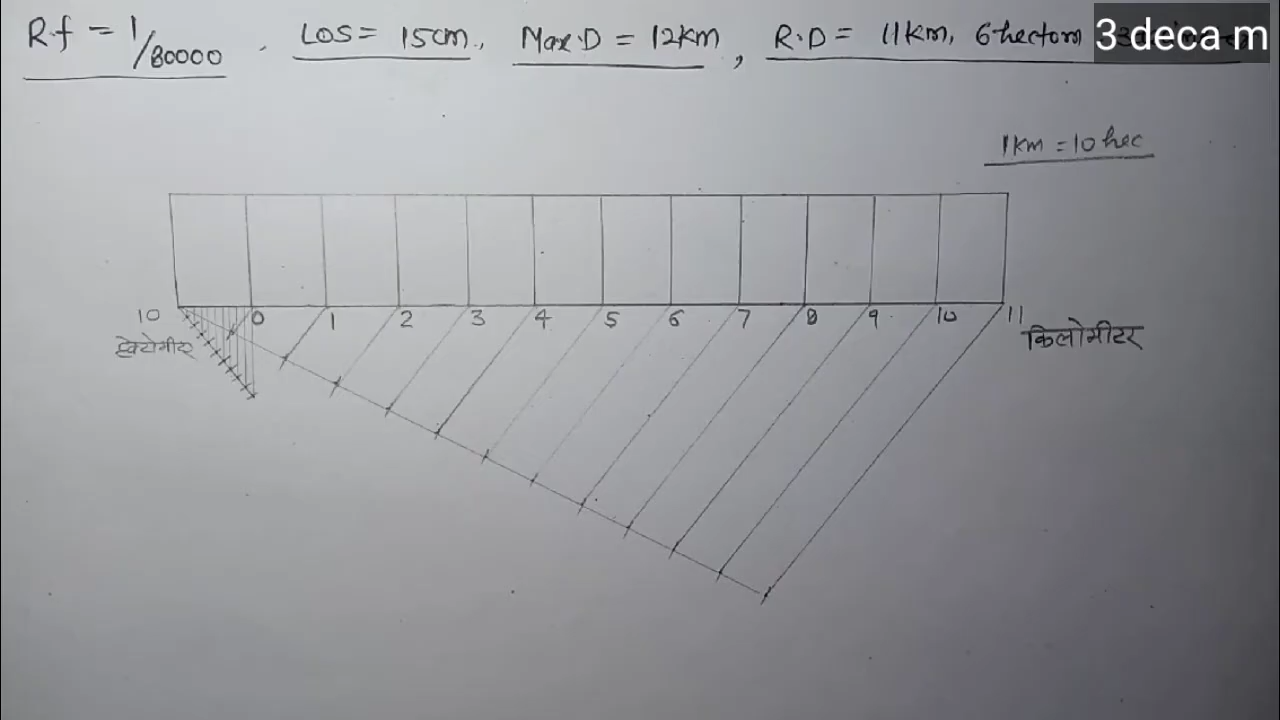 R.f = 1/80000 . LOS = 15cm., Max.D = 12km, R.D = 11km, 6 hectom 3 deca m
1km = 10 hec
10 0 1 2 3 4 5 6 7 8 9 10 11
हेक्टोमीटर किलोमीटर